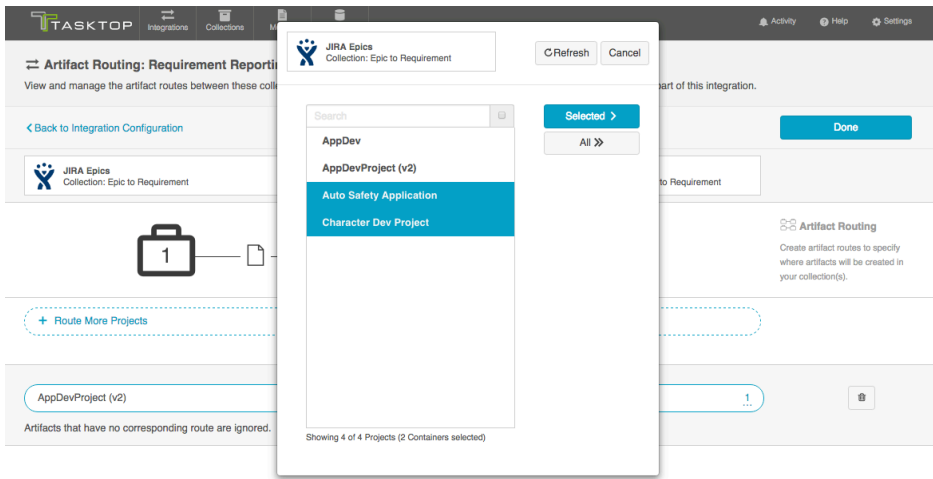 TASKTOP
Integrations
Collections
Activity
Help
Settings
Artifact Routing: Requirement Reporti
View and manage the artifact routes between these colle
part of this integration.
Back to Integration Configuration
Done
JIRA Epics
Collection: Epic to Requirement
to Requirement
1
Artifact Routing
Create artifact routes to specify
where artifacts will be created in
your collection(s).
+ Route More Projects
AppDevProject (v2)
1
Artifacts that have no corresponding route are ignored.
JIRA Epics
Collection: Epic to Requirement
Refresh
Cancel
Search
Selected
All
AppDev
AppDevProject (v2)
Auto Safety Application
Character Dev Project
Showing 4 of 4 Projects (2 Containers selected)